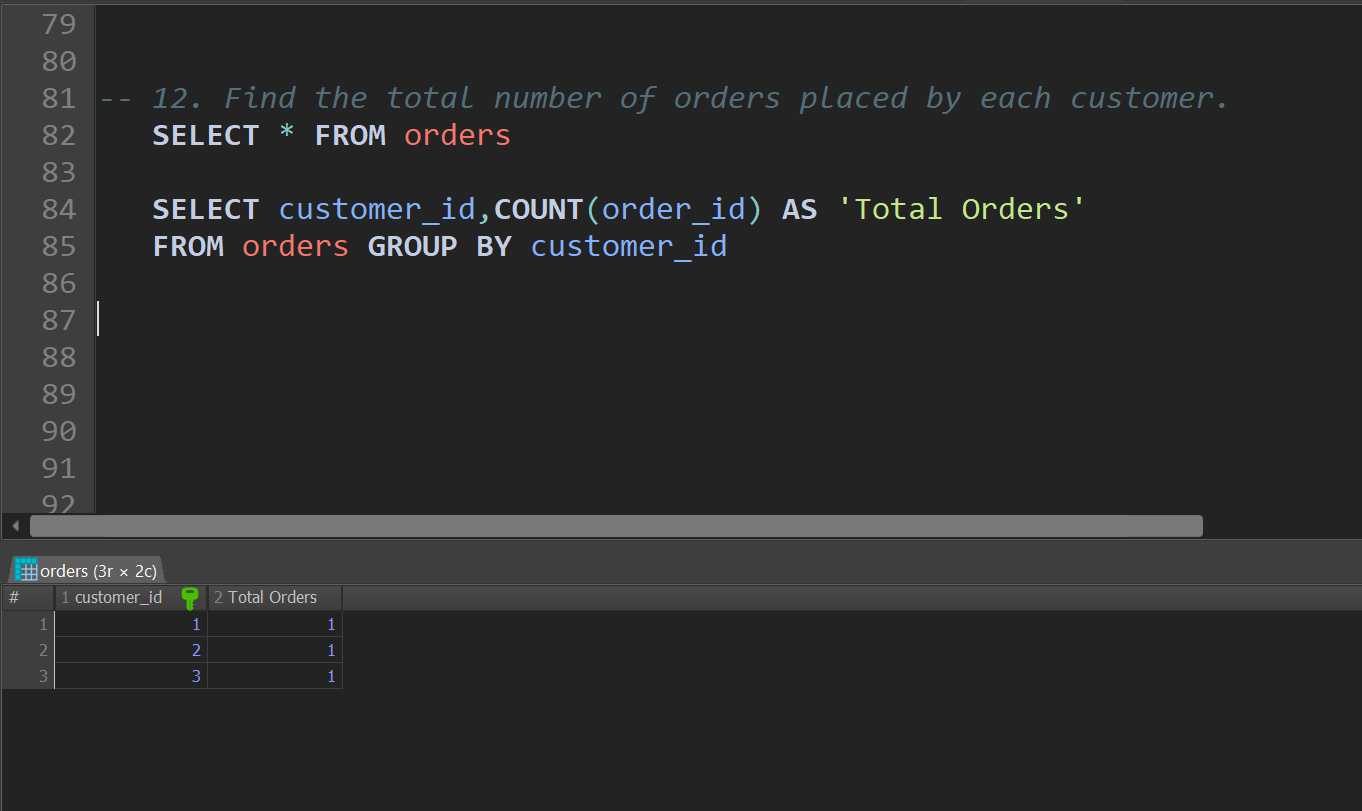 79
80
81 -- 12. Find the total number of orders placed by each customer.
82 SELECT * FROM orders
83
84 SELECT customer_id,COUNT(order_id) AS 'Total Orders'
85 FROM orders GROUP BY customer_id
86
87
88
89
90
91
92
orders (3r × 2c)
# 1 customer_id 2 Total Orders
1 1 1
2 2 1
3 3 1